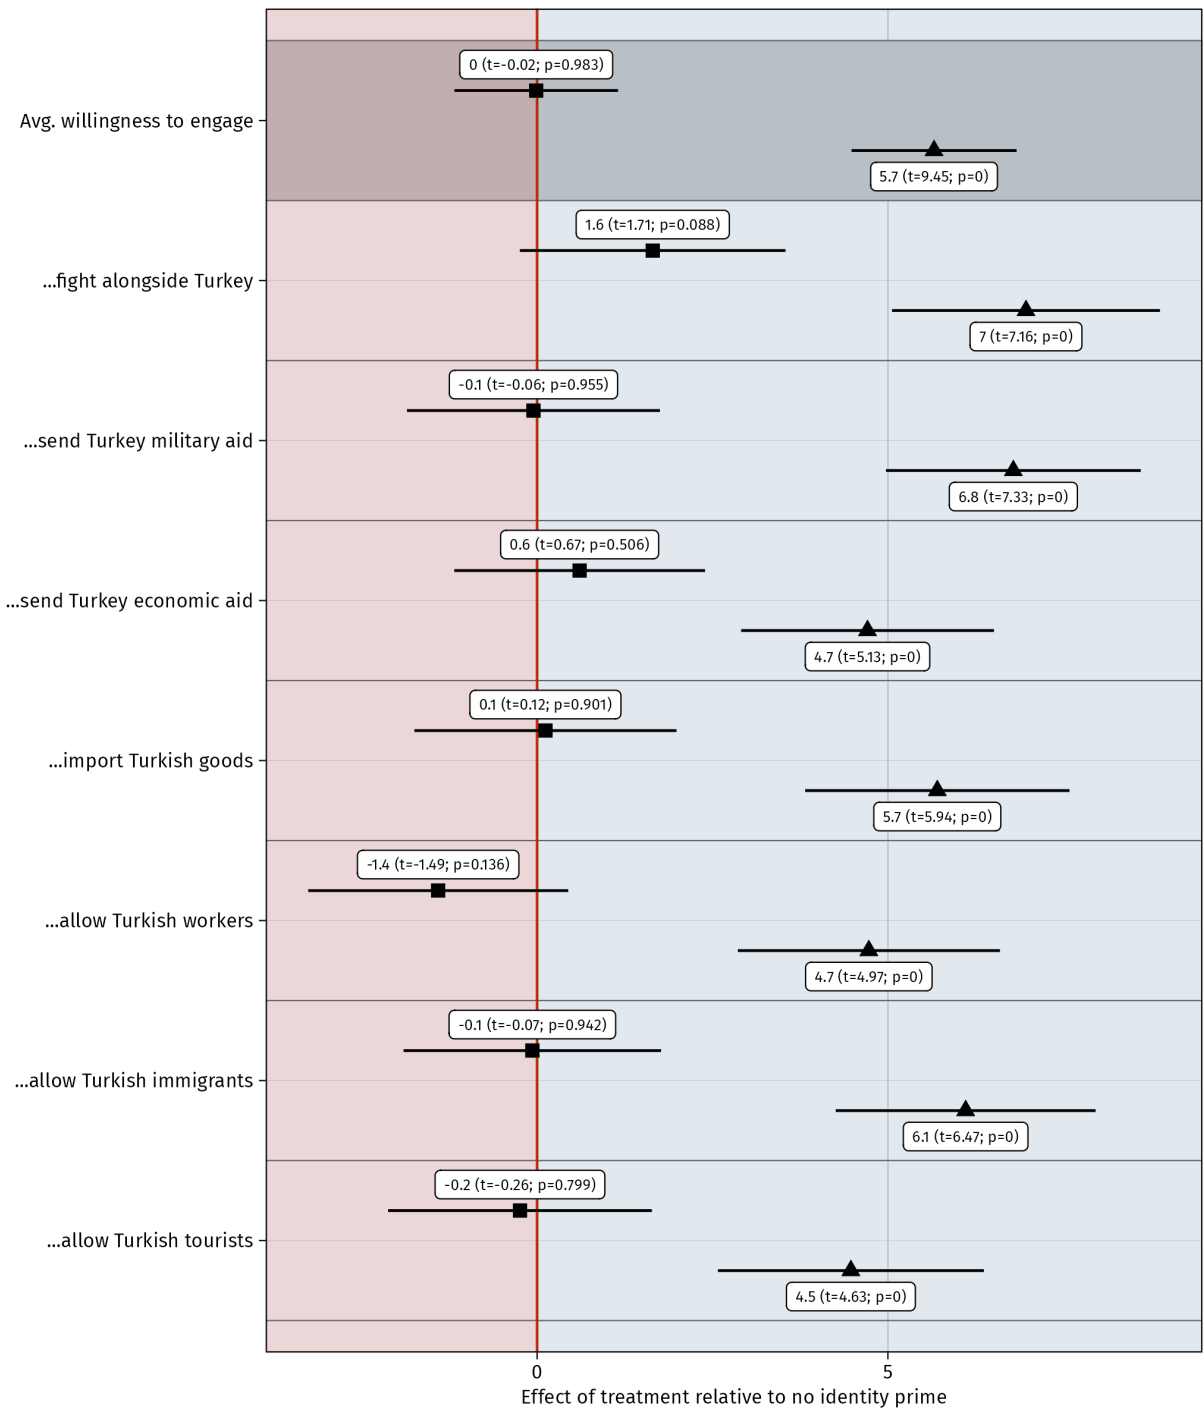 0 (t=-0.02; p=0.983)
Avg. willingness to engage
5.7 (t=9.45; p=0)
1.6 (t=1.71; p=0.088)
...fight alongside Turkey
7 (t=7.16; p=0)
-0.1 (t=-0.06; p=0.955)
...send Turkey military aid
6.8 (t=7.33; p=0)
0.6 (t=0.67; p=0.506)
...send Turkey economic aid
4.7 (t=5.13; p=0)
0.1 (t=0.12; p=0.901)
...import Turkish goods
5.7 (t=5.94; p=0)
-1.4 (t=-1.49; p=0.136)
...allow Turkish workers
4.7 (t=4.97; p=0)
-0.1 (t=-0.07; p=0.942)
...allow Turkish immigrants
6.1 (t=6.47; p=0)
-0.2 (t=-0.26; p=0.799)
...allow Turkish tourists
4.5 (t=4.63; p=0)
0 5
Effect of treatment relative to no identity prime